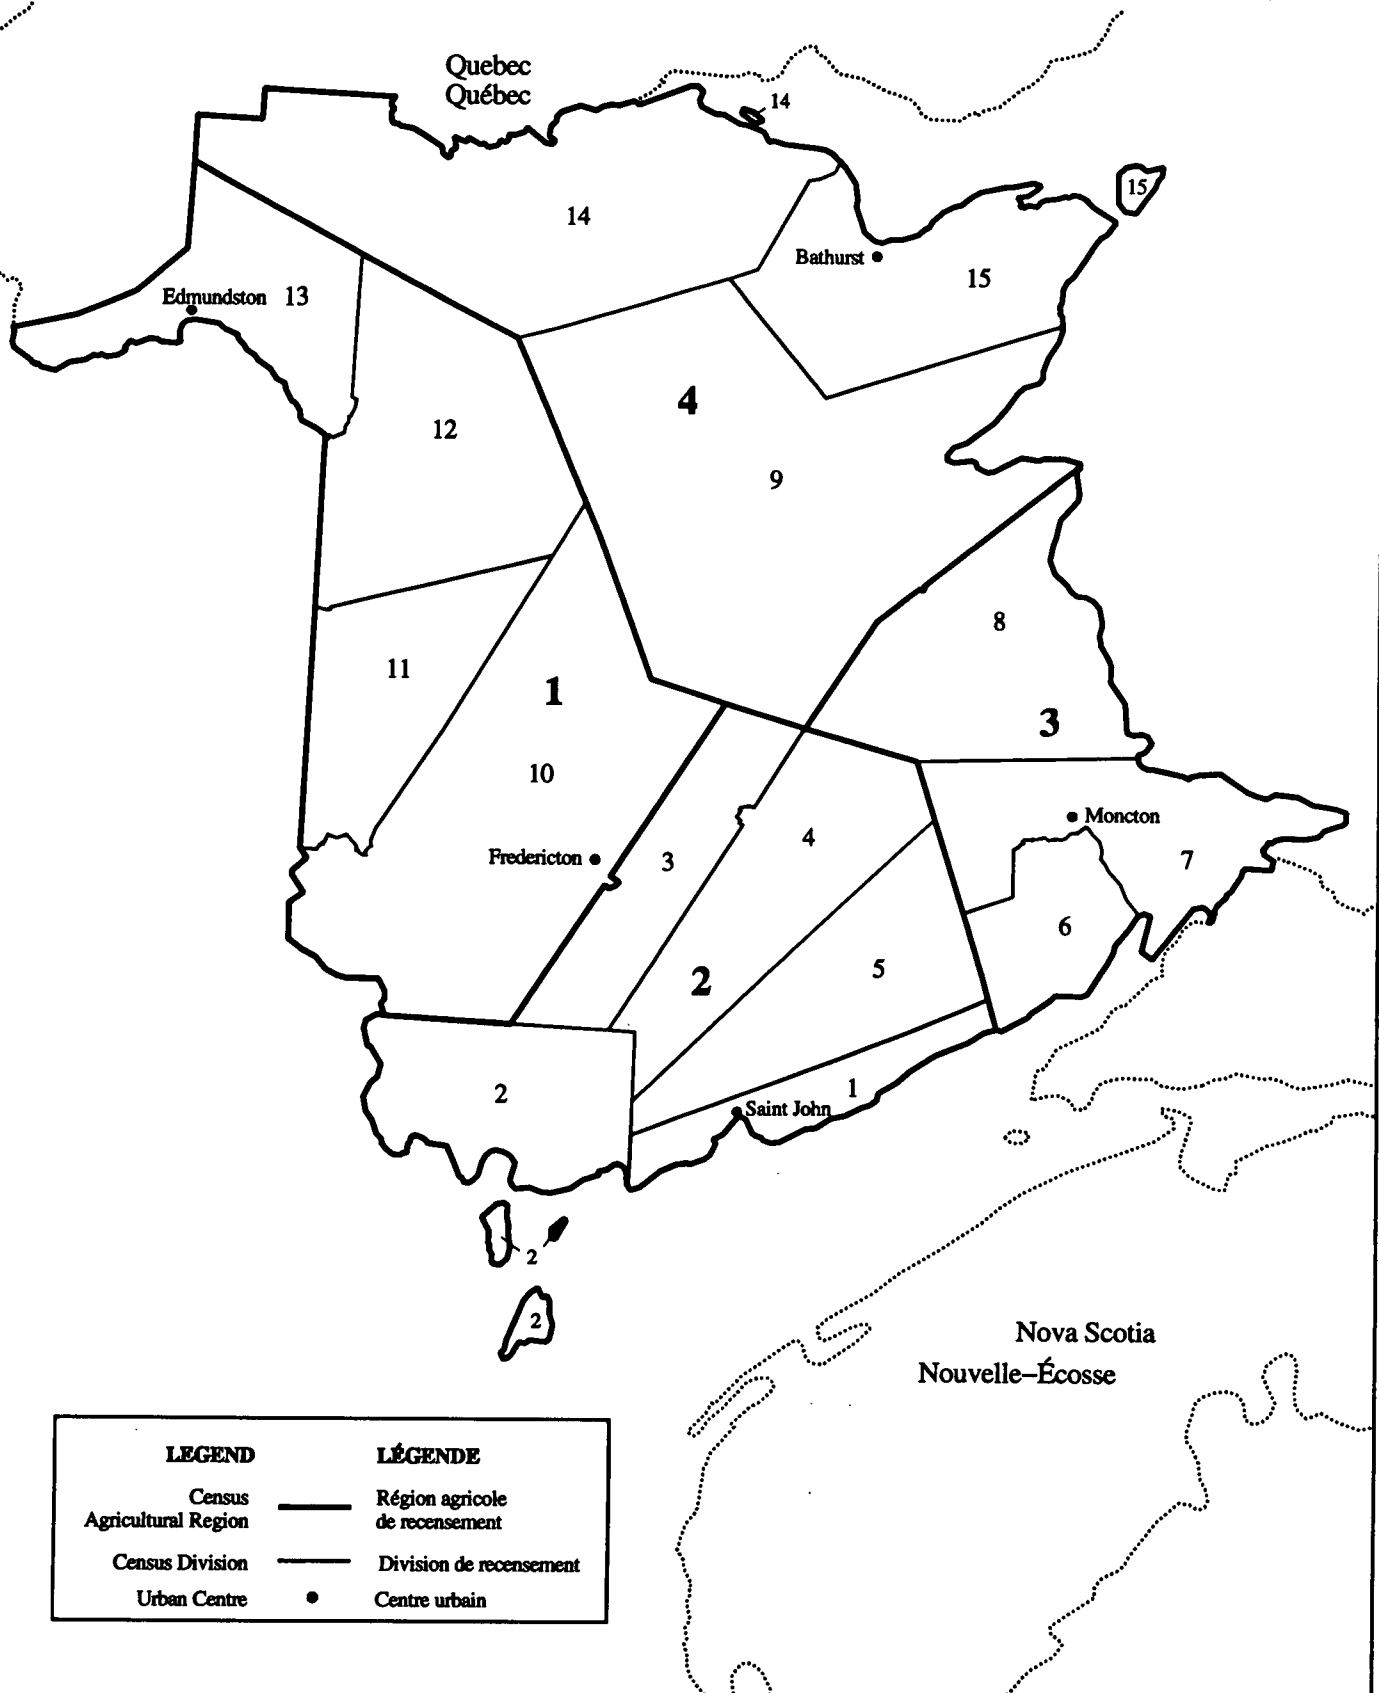 Quebec
Québec
14
15
14
Bathurst
15
Edmundston 13
4
12
9
8
11
1
3
10
Moncton
4
Fredericton
3
7
6
5
2
2
1
Saint John
2
2
Nova Scotia
Nouvelle–Écosse
LEGEND LÉGENDE
Census Région agricole
Agricultural Region de recensement
Census Division Division de recensement
Urban Centre Centre urbain